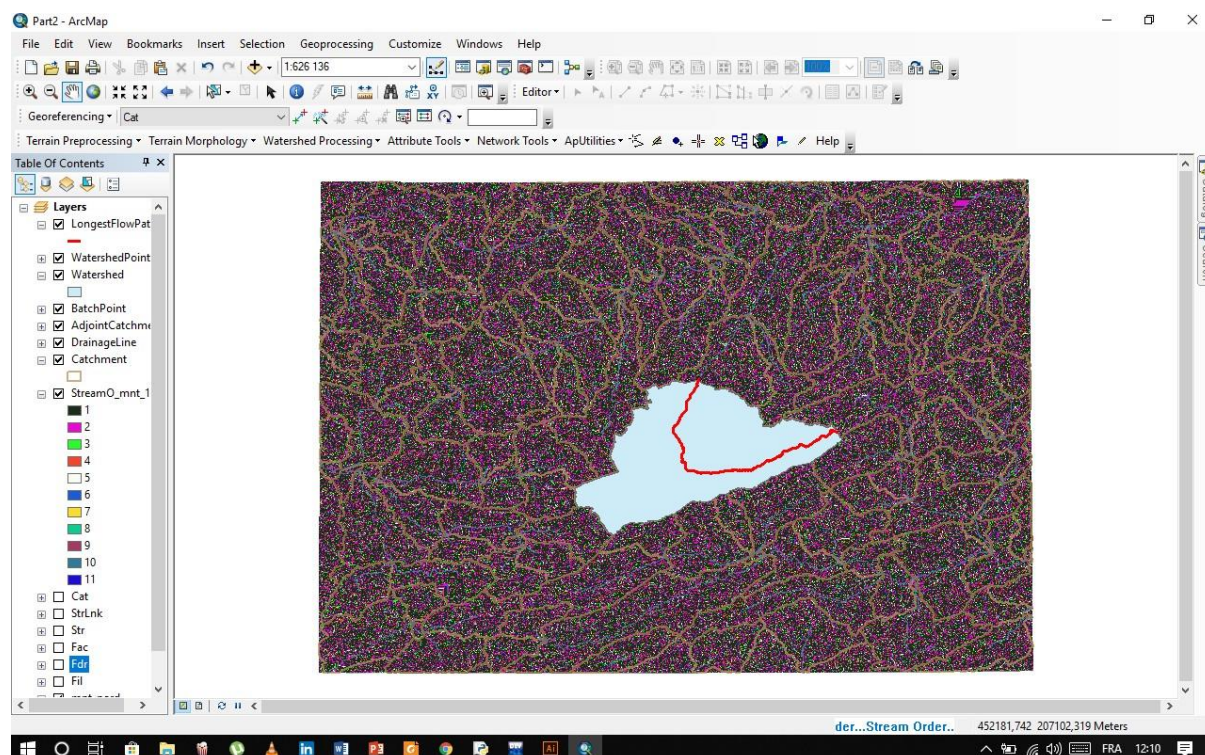 Part2 - ArcMap
File Edit View Bookmarks Insert Selection Geoprocessing Customize Windows Help
1:626 136
Editor
Georeferencing Cat
Terrain Preprocessing Terrain Morphology Watershed Processing Attribute Tools Network Tools ApUtilities Help
Table Of Contents
Layers
LongestFlowPat
WatershedPoint
Watershed
BatchPoint
AdjointCatchme
DrainageLine
Catchment
StreamO_mnt_1
1
2
3
4
5
6
7
8
9
10
11
Cat
StrLnk
Str
Fac
Fdr
Fil
der...Stream Order.. 452181,742 207102,319 Meters
FRA 12:10